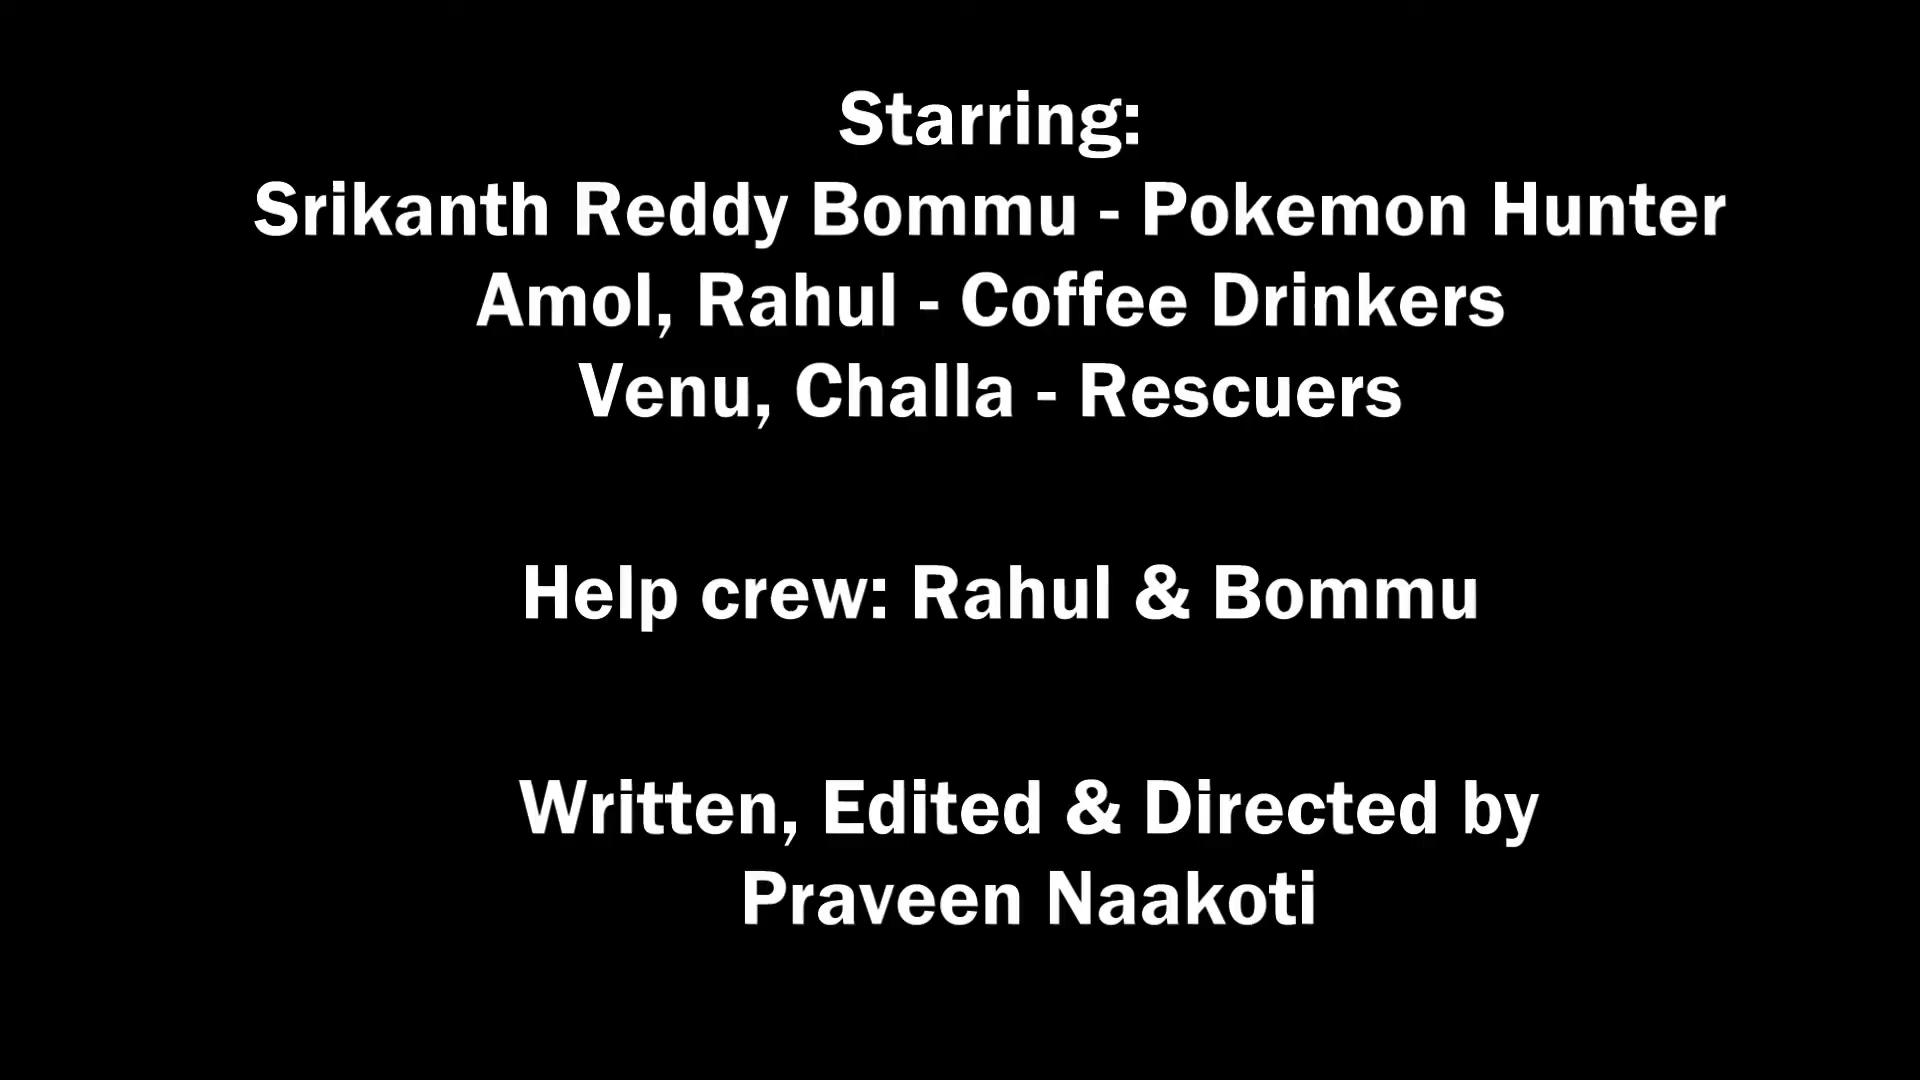 Starring:
Srikanth Reddy Bommu - Pokemon Hunter
Amol, Rahul - Coffee Drinkers
Venu, Challa - Rescuers
Help crew: Rahul & Bommu
Written, Edited & Directed by
Praveen Naakoti